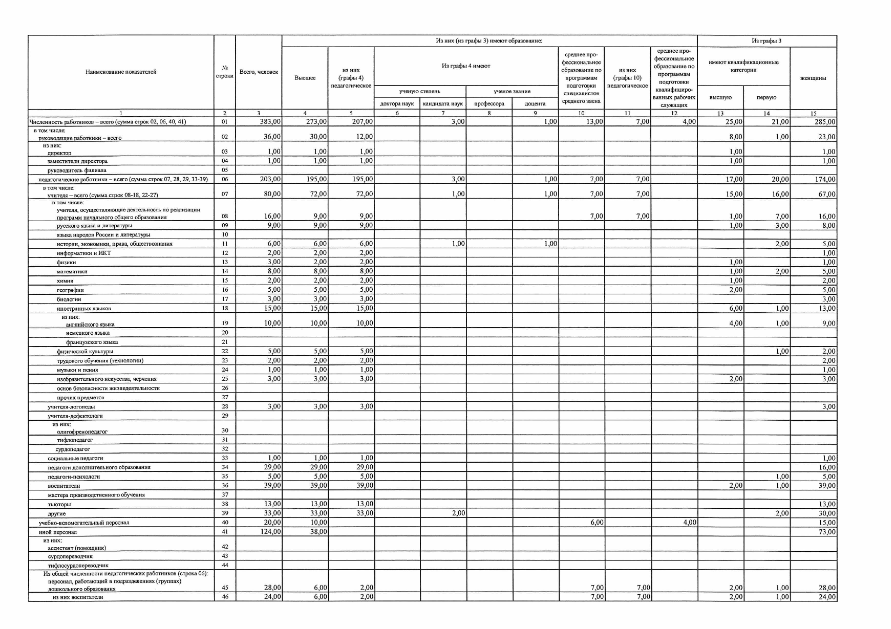 Наименование показателей
№ строки
Всего, человек
Из них (из графы 3) имеют образование:
Из графы 3
Высшее
из них (графы 4) педагогическое
Из графы 4 имеют
среднее про-
фессиональное
образование по
программам
подготовки
специалистов
среднего звена
из них
(графы 10)
педагогическое
среднее про-
фессиональное
образование по
программам
подготовки
квалифициро-
ванных рабочих
служащих
имеют квалификационные категории
женщины
ученую степень
ученое звание
доктора наук
кандидата наук
профессора
доцента
высшую
первую
1 2 3 4 5 6 7 8 9 10 11 12 13 14 15
Численность работников – всего (сумма строк 02, 06, 40, 41) 01 383,00 273,00 207,00 3,00 1,00 13,00 7,00 4,00 25,00 21,00 285,00
в том числе:
руководящие работники – всего 02 36,00 30,00 12,00 8,00 1,00 23,00
из них:
директор 03 1,00 1,00 1,00 1,00 1,00
заместители директора 04 1,00 1,00 1,00 1,00 1,00
руководитель филиала 05
педагогические работники – всего (сумма строк 07, 28, 29, 33-39) 06 203,00 195,00 195,00 3,00 1,00 7,00 7,00 17,00 20,00 174,00
в том числе:
учителя – всего (сумма строк 08-18, 22-27) 07 80,00 72,00 72,00 1,00 1,00 7,00 7,00 15,00 16,00 67,00
в том числе:
учителя, осуществляющие деятельность по реализации
программ начального общего образования 08 16,00 9,00 9,00 7,00 7,00 1,00 7,00 16,00
русского языка и литературы 09 9,00 9,00 9,00 1,00 3,00 8,00
языка народов России и литературы 10
истории, экономики, права, обществознания 11 6,00 6,00 6,00 1,00 1,00 2,00 5,00
информатики и ИКТ 12 2,00 2,00 2,00 1,00
физики 13 3,00 2,00 2,00 1,00 1,00
математики 14 8,00 8,00 8,00 1,00 2,00 5,00
химии 15 2,00 2,00 2,00 1,00 2,00
географии 16 5,00 5,00 5,00 2,00 5,00
биологии 17 3,00 3,00 3,00 3,00
иностранных языков 18 15,00 15,00 15,00 6,00 1,00 13,00
из них:
английского языка 19 10,00 10,00 10,00 4,00 1,00 9,00
немецкого языка 20
французского языка 21
физической культуры 22 5,00 5,00 5,00 1,00 2,00
трудового обучения (технологии) 23 2,00 2,00 2,00 2,00
музыки и пения 24 1,00 1,00 1,00 1,00
изобразительного искусства, черчения 25 3,00 3,00 3,00 2,00 3,00
основ безопасности жизнедеятельности 26
прочих предметов 27
учителя-логопеды 28 3,00 3,00 3,00 3,00
учителя-дефектологи 29
из них:
олигофренопедагог 30
тифлопедагог 31
сурдопедагог 32
социальные педагоги 33 1,00 1,00 1,00 1,00
педагоги дополнительного образования 34 29,00 29,00 29,00 16,00
педагоги-психологи 35 5,00 5,00 5,00 1,00 5,00
воспитатели 36 39,00 39,00 39,00 2,00 1,00 39,00
мастера производственного обучения 37
тьюторы 38 13,00 13,00 13,00 13,00
другие 39 33,00 33,00 33,00 2,00 2,00 30,00
учебно-вспомогательный персонал 40 20,00 10,00 6,00 4,00 15,00
иной персонал 41 124,00 38,00 73,00
из них:
ассистент (помощник) 42
сурдопереводчик 43
тифлосурдопереводчик 44
Из общей численности педагогических работников (строка 06):
персонал, работающий в подразделениях (группах)
дошкольного образования 45 28,00 6,00 2,00 7,00 7,00 2,00 1,00 28,00
из них воспитатели 46 24,00 6,00 2,00 7,00 7,00 2,00 1,00 24,00